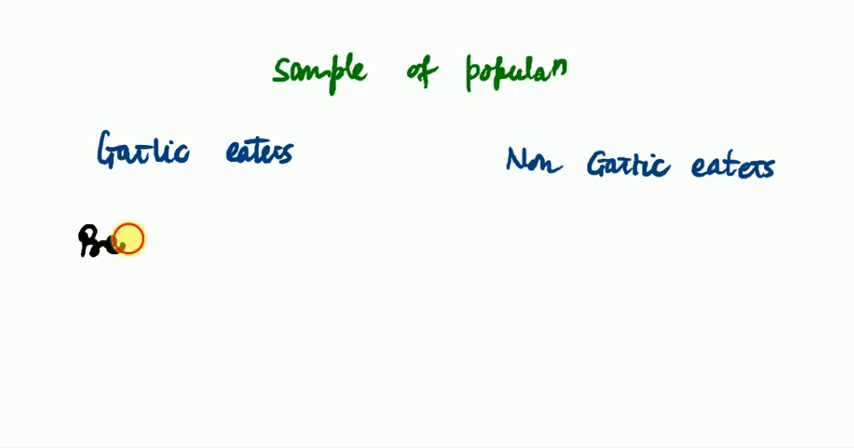 Sample of populaⁿ
Garlic eaters
Non Garlic eaters